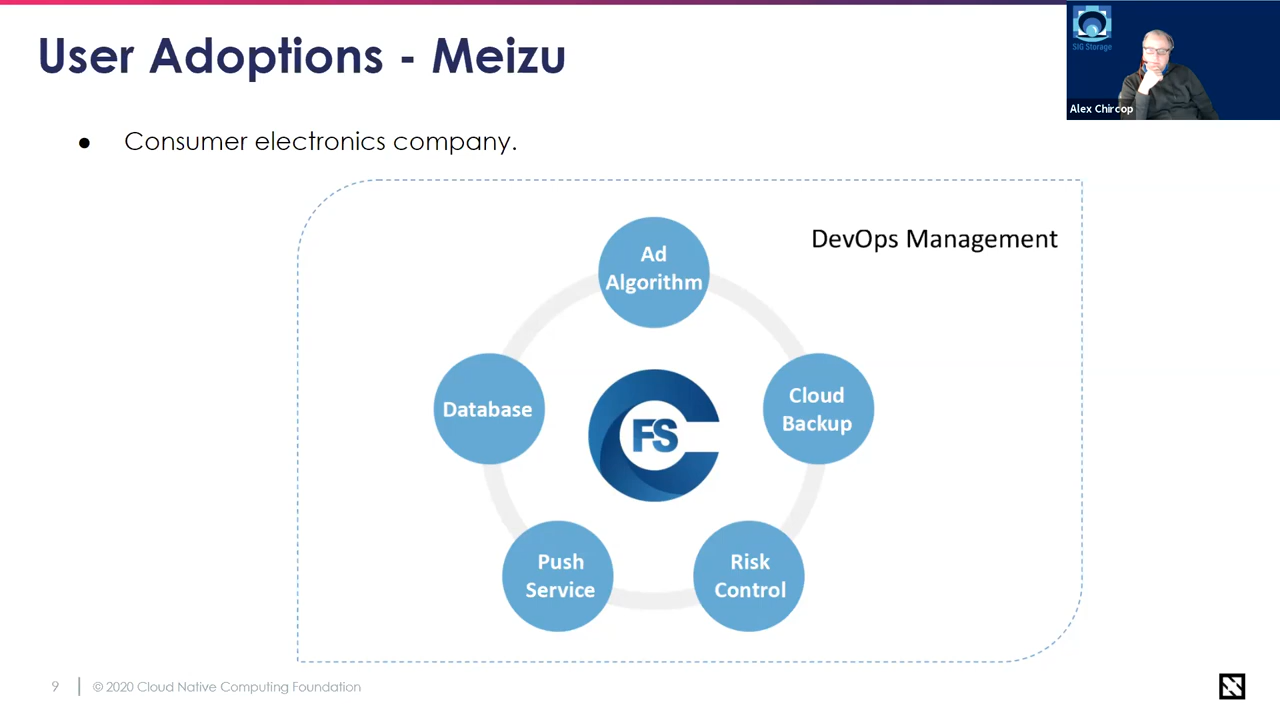 User Adoptions - Meizu
SIG Storage
Alex Chircop
● Consumer electronics company.
DevOps Management
Ad
Algorithm
Database
Cloud
Backup
FS
Push
Service
Risk
Control
9
© 2020 Cloud Native Computing Foundation